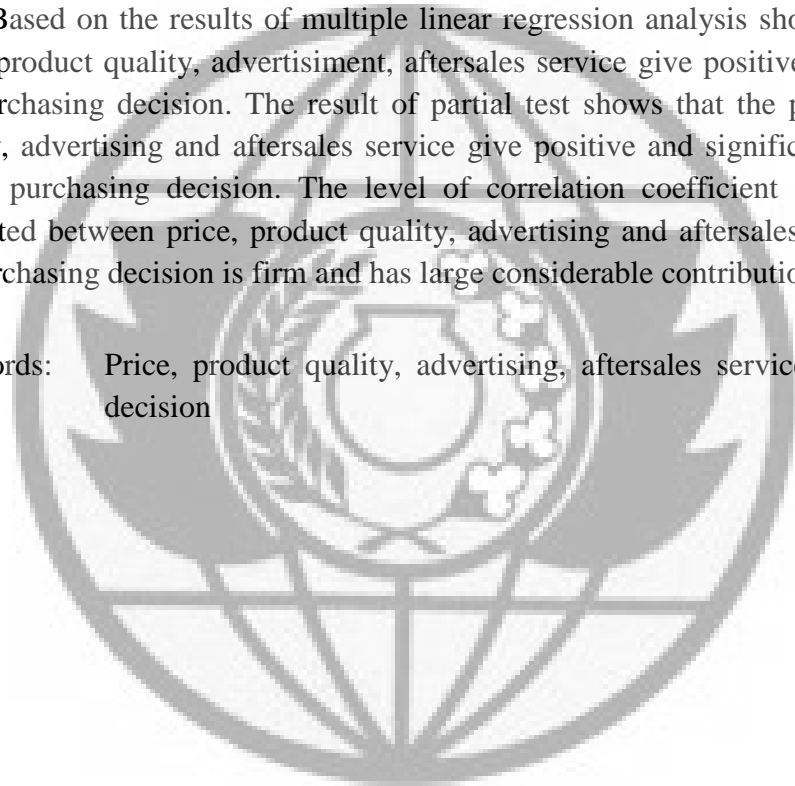 Based on the results of multiple linear regression analysis sho
product quality, advertisiment, aftersales service give positive
rchasing decision. The result of partial test shows that the p
, advertising and aftersales service give positive and signific
purchasing decision. The level of correlation coefficient
ted between price, product quality, advertising and aftersales
rchasing decision is firm and has large considerable contributio
ords: Price, product quality, advertising, aftersales service
decision